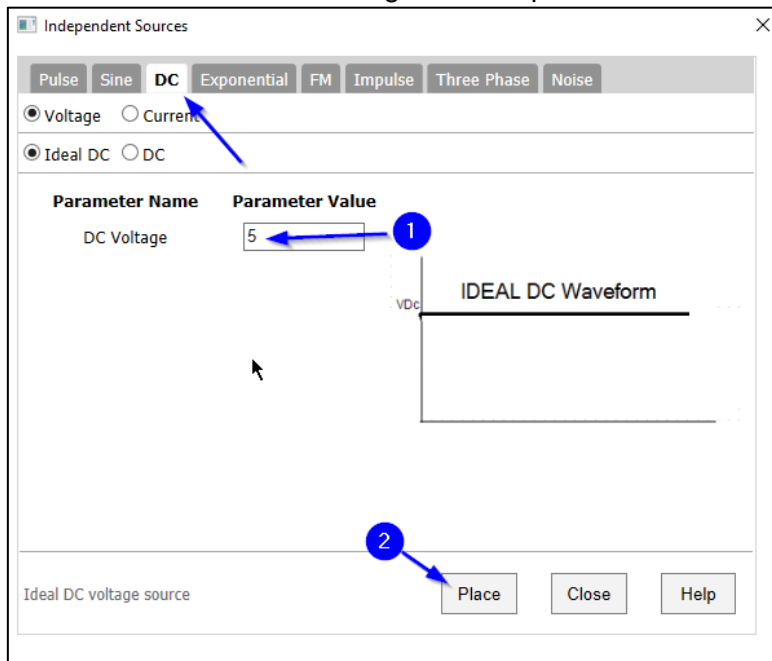 Independent Sources
Pulse Sine DC Exponential FM Impulse Three Phase Noise
Voltage Current
Ideal DC DC
Parameter Name Parameter Value
DC Voltage 5
1
IDEAL DC Waveform
VDc
2
Ideal DC voltage source Place Close Help